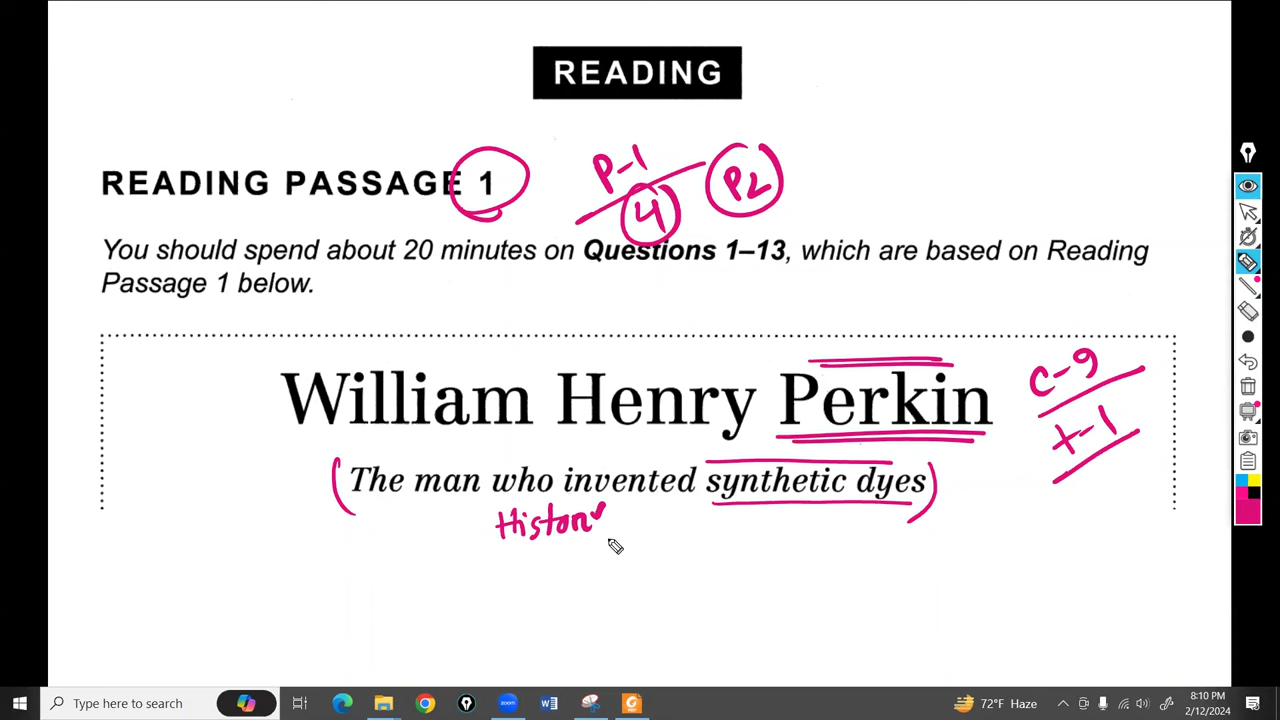 READING
READING PASSAGE 1
P-1
4
P2
You should spend about 20 minutes on Questions 1–13, which are based on Reading
Passage 1 below.
William Henry Perkin
C-9
t-1
(The man who invented synthetic dyes)
Type here to search
zoom
72°F Haze
8:10 PM
2/12/2024